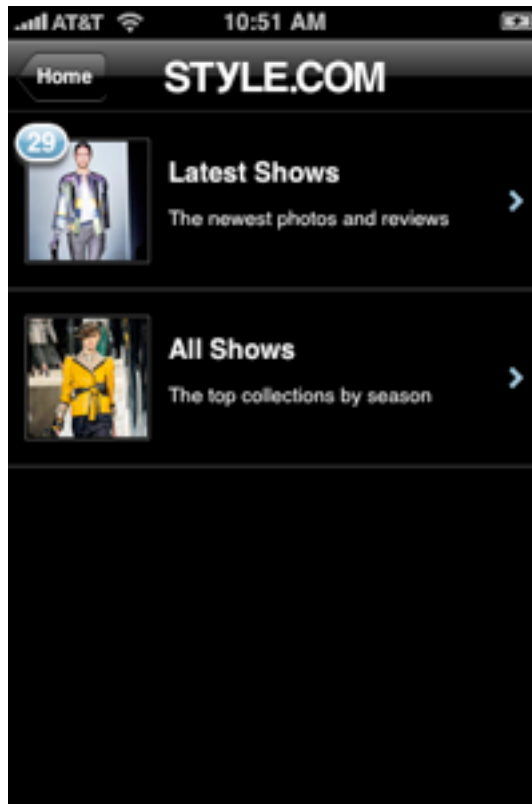 AT&T 10:51 AM
Home STYLE.COM
29
Latest Shows
The newest photos and reviews
All Shows
The top collections by season